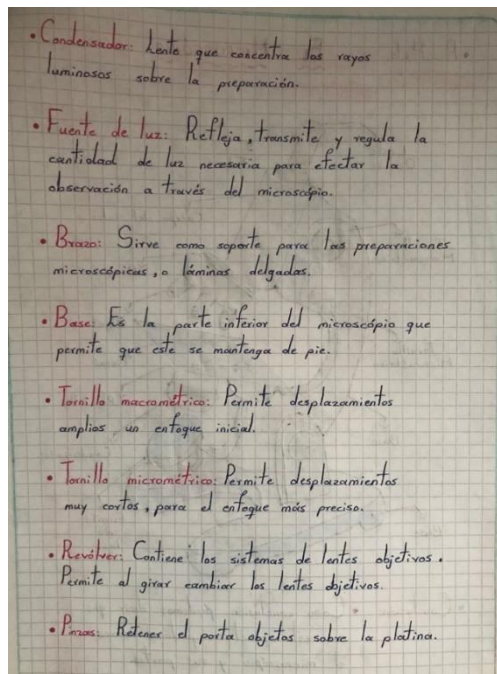 • Condensador: Lente que concentra los rayos
luminosos sobre la preparación.
• Fuente de luz: Refleja, transmite y regula la
cantidad de luz necesaria para efectar la
observación a través del microscópio.
• Brazo: Sirve como soporte para las preparaciones
microscópicas, o láminas delgadas.
• Base: Es la parte inferior del microscópio que
permite que este se mantenga de pie.
• Tornillo macrométrico: Permite desplazamientos
amplios un enfoque inicial.
• Tornillo micrométrico: Permite desplazamientos
muy cortos, para el enfoque más preciso.
• Revólver: Contiene los sistemas de lentes objetivos.
Permite al girar cambiar los lentes objetivos.
• Pinzas: Retener el porta objetos sobre la platina.